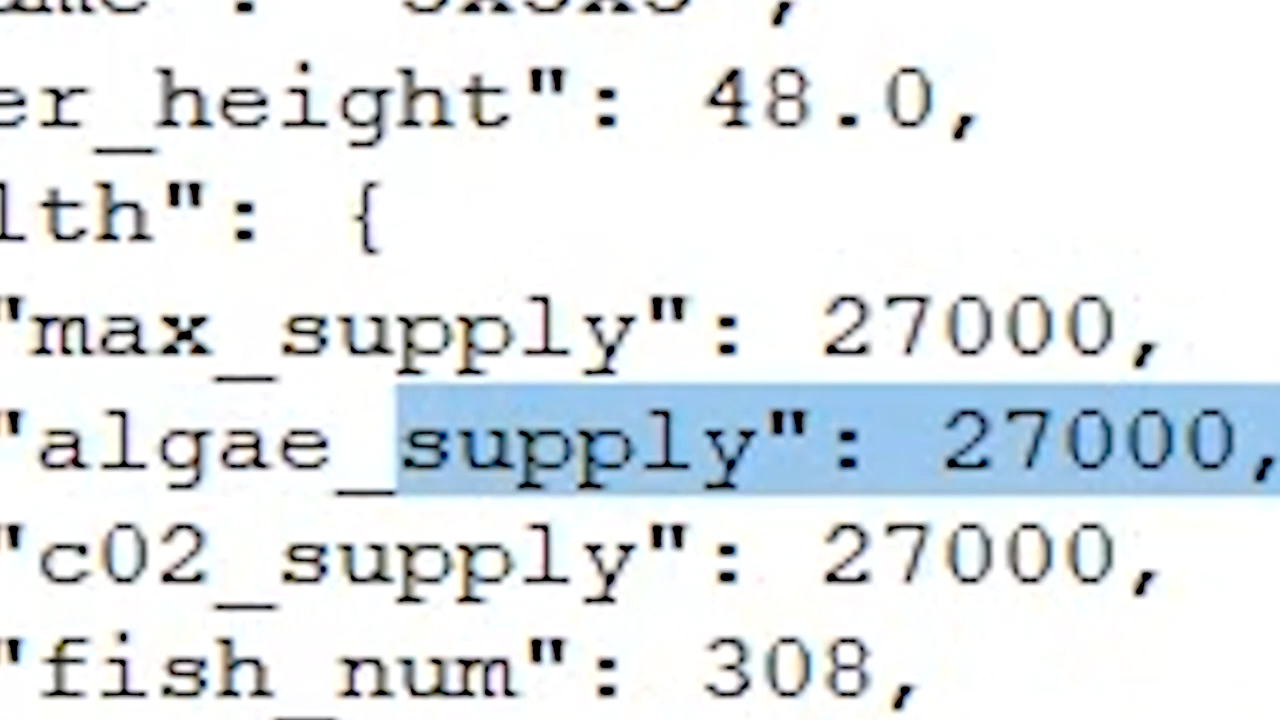 er_height": 48.0,
lth": {
"max_supply": 27000,
"algae_supply": 27000,
"c02_supply": 27000,
"fish_num": 308,